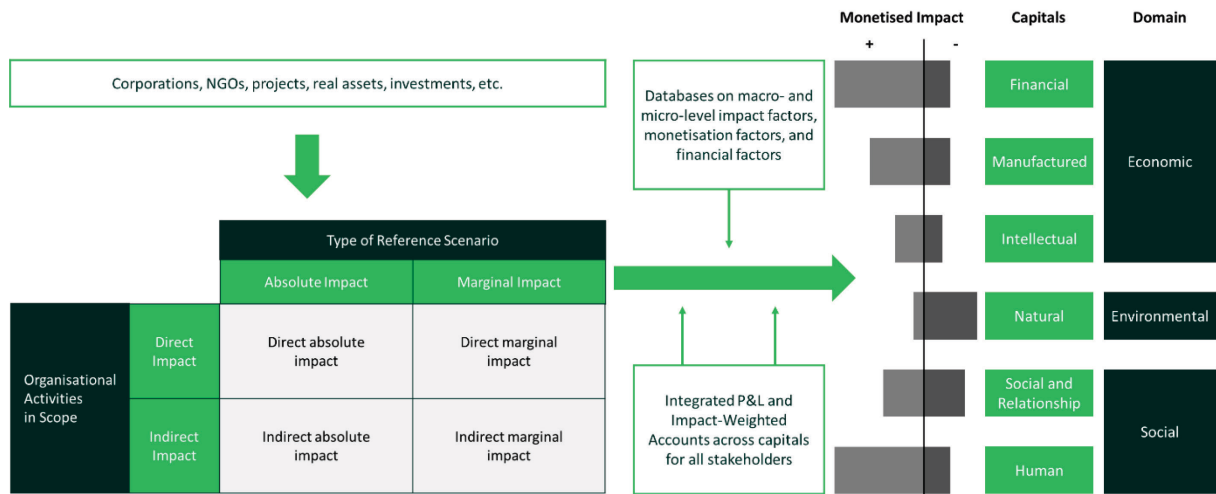 Corporations, NGOs, projects, real assets, investments, etc.
Type of Reference Scenario
Absolute Impact
Marginal Impact
Organisational
Activities
in Scope
Direct
Impact
Direct absolute
impact
Direct marginal
impact
Indirect
Impact
Indirect absolute
impact
Indirect marginal
impact
Databases on macro- and
micro-level impact factors,
monetisation factors, and
financial factors
Integrated P&L and
Impact-Weighted
Accounts across capitals
for all stakeholders
Monetised Impact
+
-
Capitals
Domain
Financial
Manufactured
Intellectual
Economic
Natural
Environmental
Social and
Relationship
Human
Social